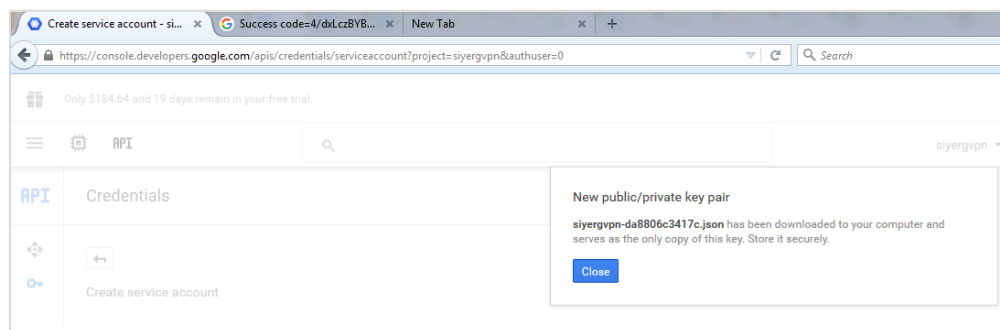 Create service account - si...
Success code=4/dxLczBYB...
New Tab
https://console.developers.google.com/apis/credentials/serviceaccount?project=siyergvpn&authuser=0
Search
Only $184.64 and 19 days remain in your free trial.
API
siyergvpn
API
Credentials
New public/private key pair
siyergvpn-da8806c3417c.json has been downloaded to your computer and
serves as the only copy of this key. Store it securely.
Close
Create service account